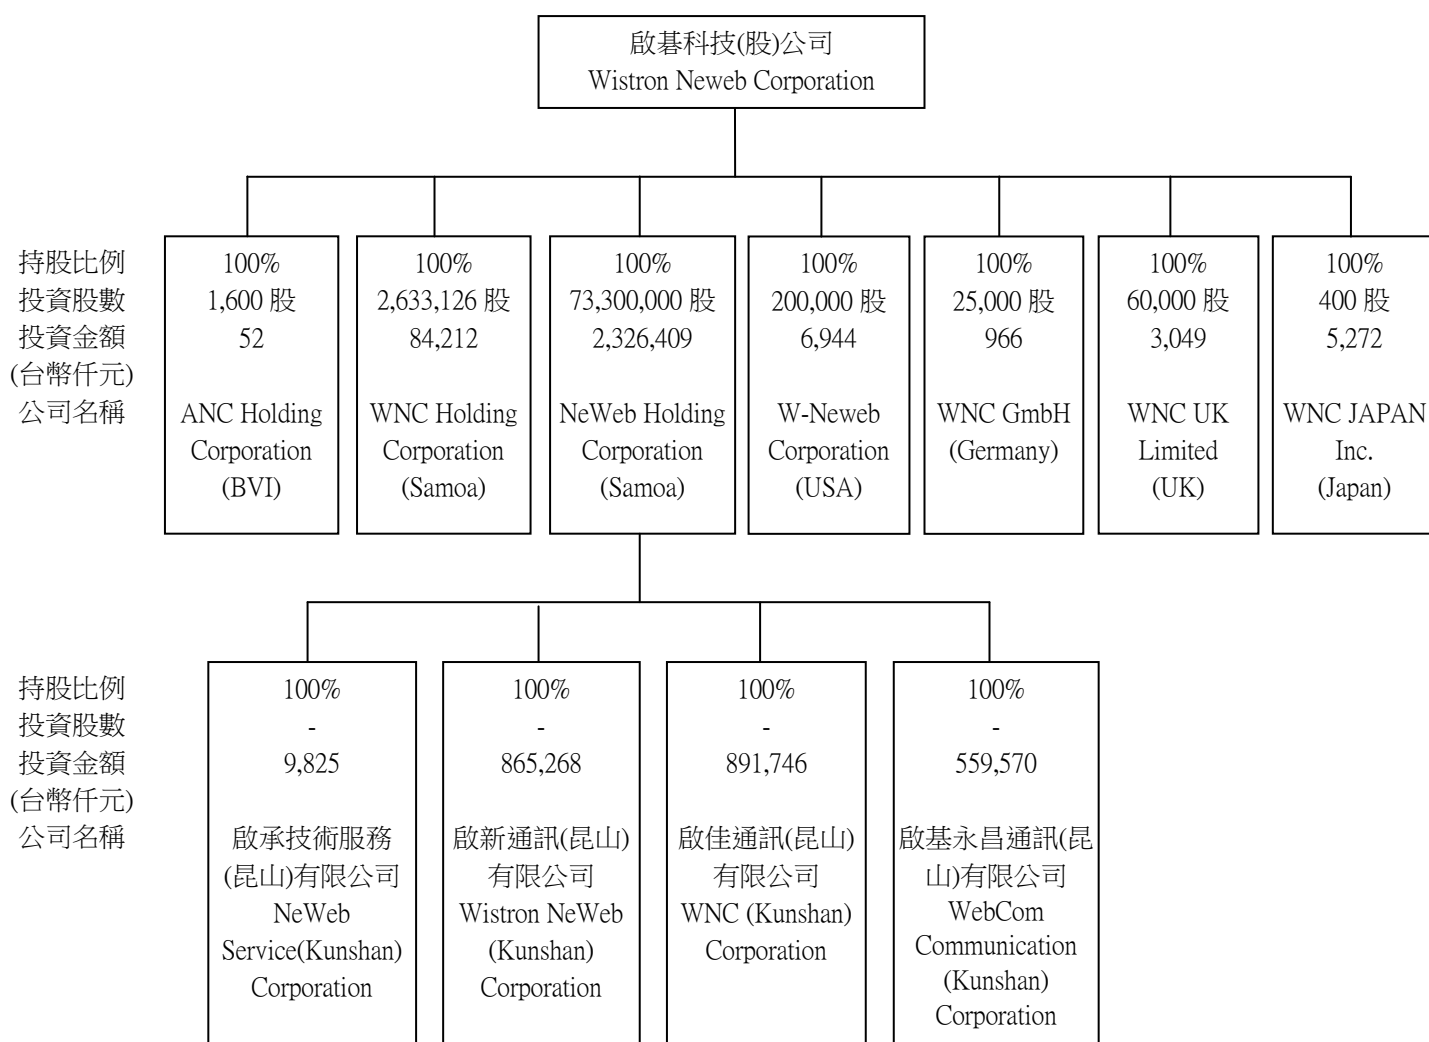 啟碁科技(股)公司
Wistron Neweb Corporation
持股比例
投資股數
投資金額
(台幣仟元)
公司名稱
100%
1,600 股
52
ANC Holding
Corporation
(BVI)
100%
2,633,126 股
84,212
WNC Holding
Corporation
(Samoa)
100%
73,300,000 股
2,326,409
NeWeb Holding
Corporation
(Samoa)
100%
200,000 股
6,944
W-Neweb
Corporation
(USA)
100%
25,000 股
966
WNC GmbH
(Germany)
100%
60,000 股
3,049
WNC UK
Limited
(UK)
100%
400 股
5,272
WNC JAPAN
Inc.
(Japan)
持股比例
投資股數
投資金額
(台幣仟元)
公司名稱
100%
-
9,825
啟承技術服務
(昆山)有限公司
NeWeb
Service(Kunshan)
Corporation
100%
-
865,268
啟新通訊(昆山)
有限公司
Wistron NeWeb
(Kunshan)
Corporation
100%
-
891,746
啟佳通訊(昆山)
有限公司
WNC (Kunshan)
Corporation
100%
-
559,570
啟基永昌通訊(昆
山)有限公司
WebCom
Communication
(Kunshan)
Corporation